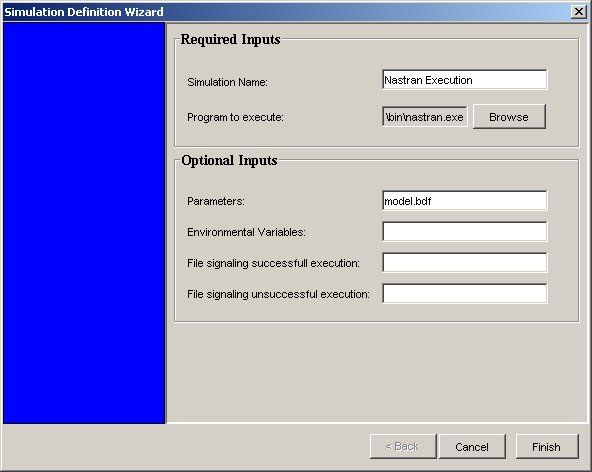 Simulation Definition Wizard
Required Inputs
Simulation Name: Nastran Execution
Program to execute: \bin\nastran.exe Browse
Optional Inputs
Parameters: model.bdf
Environmental Variables:
File signaling successfull execution:
File signaling unsuccessful execution:
< Back Cancel Finish